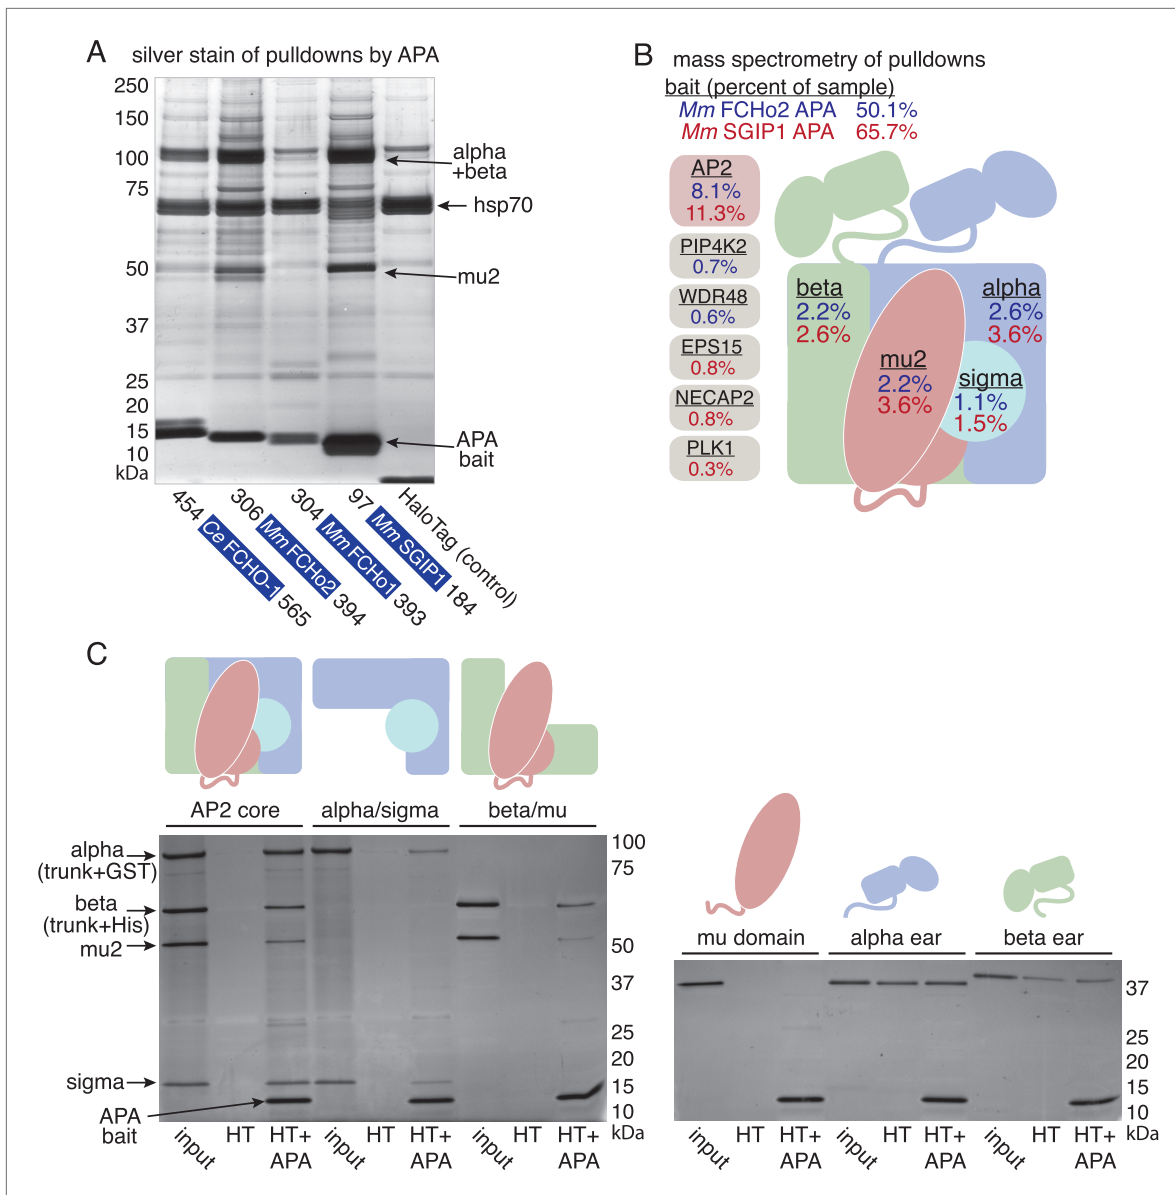 A
silver stain of pulldowns by APA
250
150
100
75
50
37
25
20
15
10
kDa
alpha
+beta
hsp70
mu2
APA
bait
454 Ce FCHO-1 565
306 Mm FCHo2 394
304 Mm FCHo1 393
97 Mm SGIP1 184
HaloTag (control)
B
mass spectrometry of pulldowns
bait (percent of sample)
Mm FCHo2 APA 50.1%
Mm SGIP1 APA 65.7%
AP2
8.1%
11.3%
PIP4K2
0.7%
WDR48
0.6%
EPS15
0.8%
NECAP2
0.8%
PLK1
0.3%
beta
2.2%
2.6%
alpha
2.6%
3.6%
mu2
2.2%
3.6%
sigma
1.1%
1.5%
C
AP2 core
alpha/sigma
beta/mu
alpha
(trunk+GST)
beta
(trunk+His)
mu2
sigma
APA
bait
100
75
50
37
25
20
15
10
kDa
input
HT
HT+
APA
input
HT
HT+
APA
input
HT
HT+
APA
mu domain
alpha ear
beta ear
37
25
20
15
10
kDa
input
HT
HT+
APA
input
HT
HT+
APA
input
HT
HT+
APA